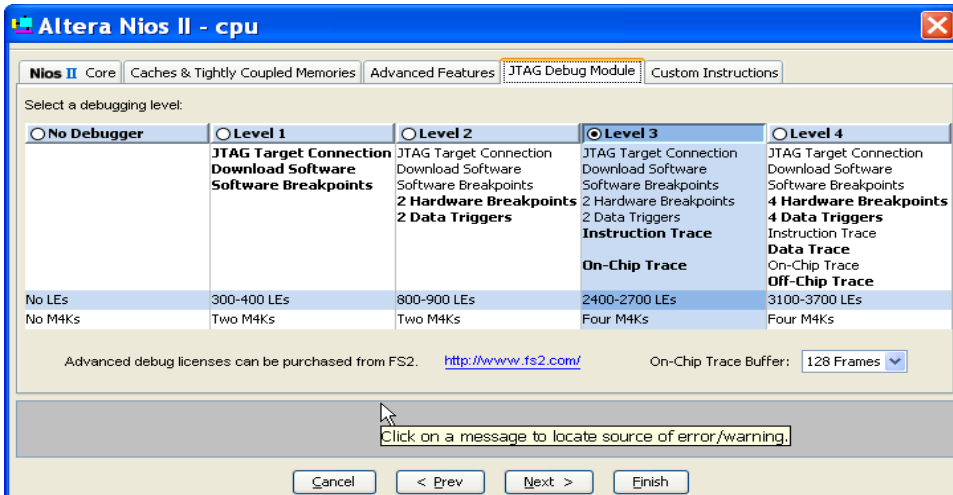 Altera Nios II - cpu
Nios II Core Caches & Tightly Coupled Memories Advanced Features JTAG Debug Module Custom Instructions
Select a debugging level:
No Debugger Level 1 Level 2 Level 3 Level 4
JTAG Target Connection JTAG Target Connection JTAG Target Connection JTAG Target Connection
Download Software Download Software Download Software Download Software
Software Breakpoints Software Breakpoints Software Breakpoints Software Breakpoints
2 Hardware Breakpoints 2 Hardware Breakpoints 4 Hardware Breakpoints
2 Data Triggers 2 Data Triggers 4 Data Triggers
Instruction Trace Instruction Trace
Data Trace
On-Chip Trace On-Chip Trace
Off-Chip Trace
No LEs 300-400 LEs 800-900 LEs 2400-2700 LEs 3100-3700 LEs
No M4Ks Two M4Ks Two M4Ks Four M4Ks Four M4Ks
Advanced debug licenses can be purchased from FS2. http://www.fs2.com/ On-Chip Trace Buffer: 128 Frames
Click on a message to locate source of error/warning.
Cancel < Prev Next > Finish